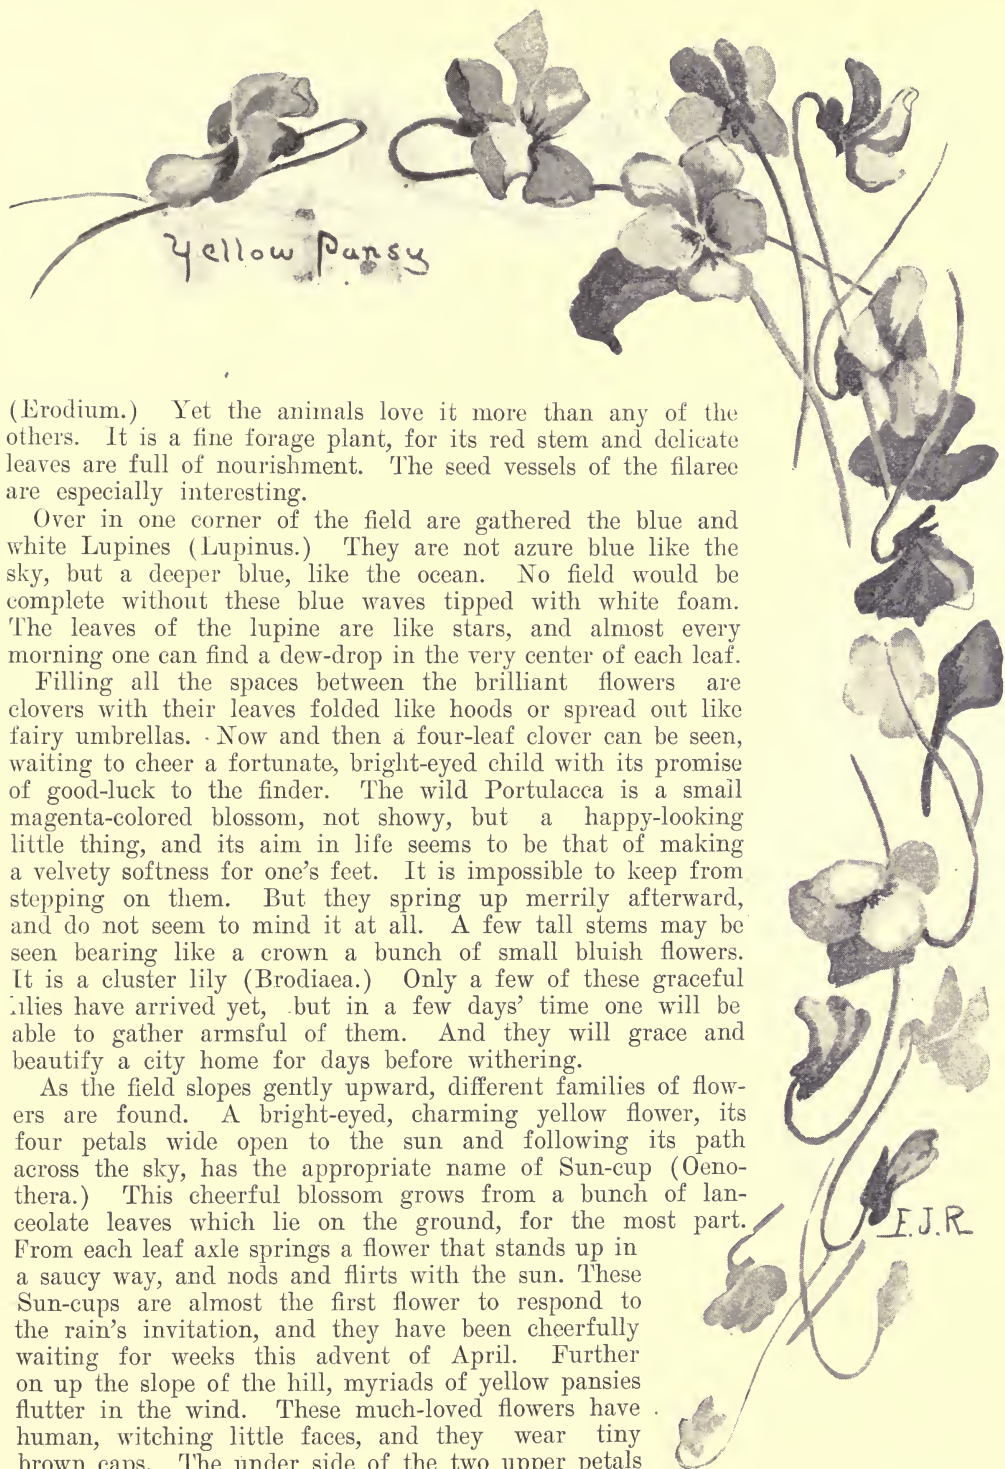 Yellow Pansy
(Erodium.) Yet the animals love it more than any of the
others. It is a fine forage plant, for its red stem and delicate
leaves are full of nourishment. The seed vessels of the filaree
are especially interesting.
Over in one corner of the field are gathered the blue and
white Lupines (Lupinus.) They are not azure blue like the
sky, but a deeper blue, like the ocean. No field would be
complete without these blue waves tipped with white foam.
The leaves of the lupine are like stars, and almost every
morning one can find a dew-drop in the very center of each leaf.
Filling all the spaces between the brilliant flowers are
clovers with their leaves folded like hoods or spread out like
fairy umbrellas. Now and then a four-leaf clover can be seen,
waiting to cheer a fortunate, bright-eyed child with its promise
of good-luck to the finder. The wild Portulacca is a small
magenta-colored blossom, not showy, but a happy-looking
little thing, and its aim in life seems to be that of making
a velvety softness for one's feet. It is impossible to keep from
stepping on them. But they spring up merrily afterward,
and do not seem to mind it at all. A few tall stems may be
seen bearing like a crown a bunch of small bluish flowers.
It is a cluster lily (Brodiaea.) Only a few of these graceful
lilies have arrived yet, but in a few days' time one will be
able to gather armsful of them. And they will grace and
beautify a city home for days before withering.
As the field slopes gently upward, different families of flow-
ers are found. A bright-eyed, charming yellow flower, its
four petals wide open to the sun and following its path
across the sky, has the appropriate name of Sun-cup (Oeno-
thera.) This cheerful blossom grows from a bunch of lan-
ceolate leaves which lie on the ground, for the most part.
From each leaf axle springs a flower that stands up in
a saucy way, and nods and flirts with the sun. These
Sun-cups are almost the first flower to respond to
the rain's invitation, and they have been cheerfully
waiting for weeks this advent of April. Further
on up the slope of the hill, myriads of yellow pansies
flutter in the wind. These much-loved flowers have
human, witching little faces, and they wear tiny
brown caps. The under side of the two upper petals
E.J.R